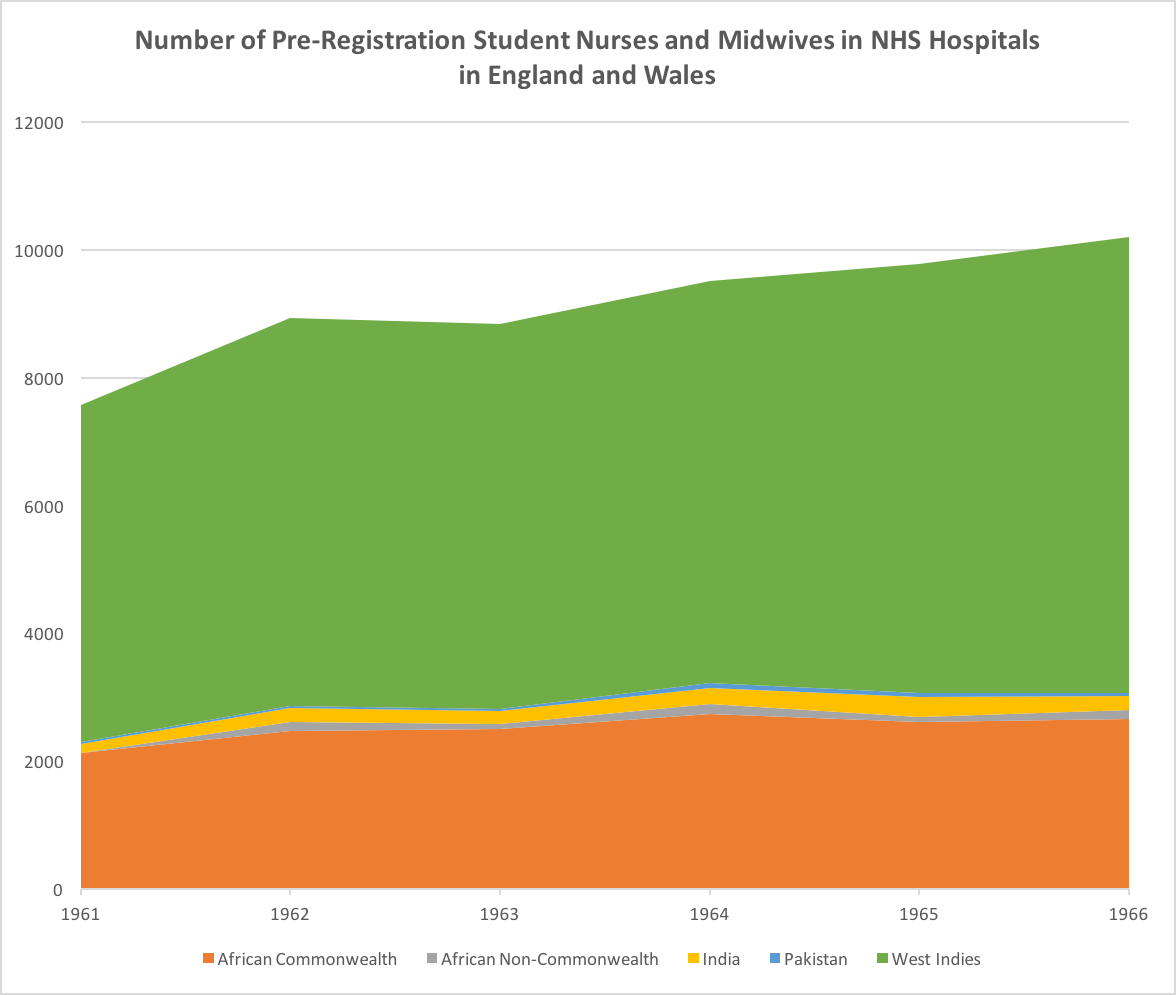 Number of Pre-Registration Student Nurses and Midwives in NHS Hospitals
in England and Wales
12000
10000
8000
6000
4000
2000
0
1961 1962 1963 1964 1965 1966
African Commonwealth African Non-Commonwealth India Pakistan West Indies